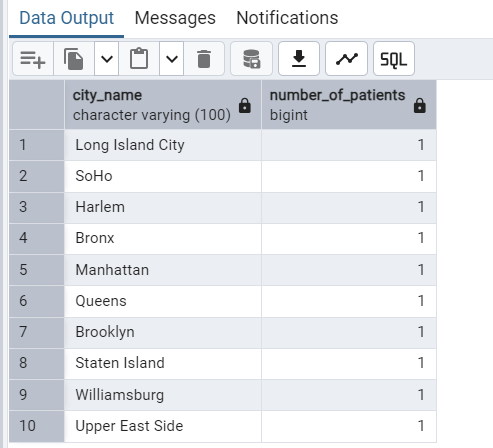 Data Output Messages Notifications
SQL
city_name number_of_patients
character varying (100) bigint
1 Long Island City 1
2 SoHo 1
3 Harlem 1
4 Bronx 1
5 Manhattan 1
6 Queens 1
7 Brooklyn 1
8 Staten Island 1
9 Williamsburg 1
10 Upper East Side 1